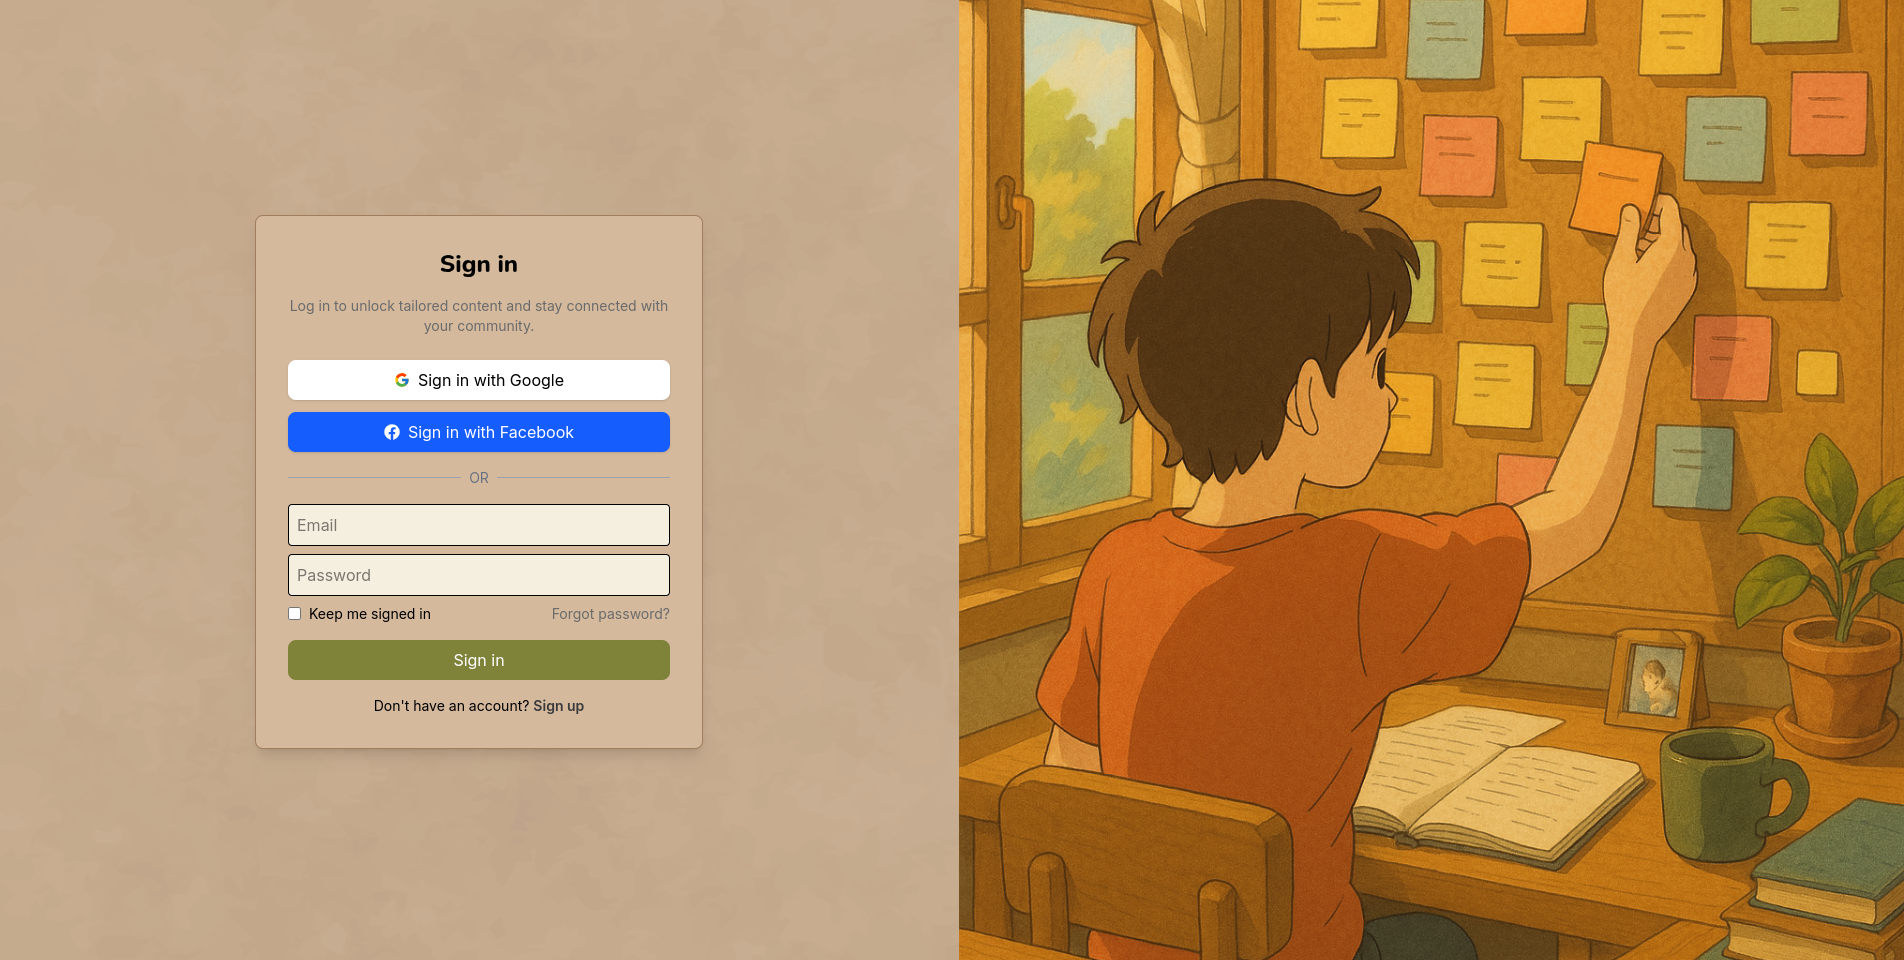 Sign in
Log in to unlock tailored content and stay connected with
your community.
Sign in with Google
Sign in with Facebook
OR
Email
Password
Keep me signed in
Forgot password?
Sign in
Don't have an account? Sign up